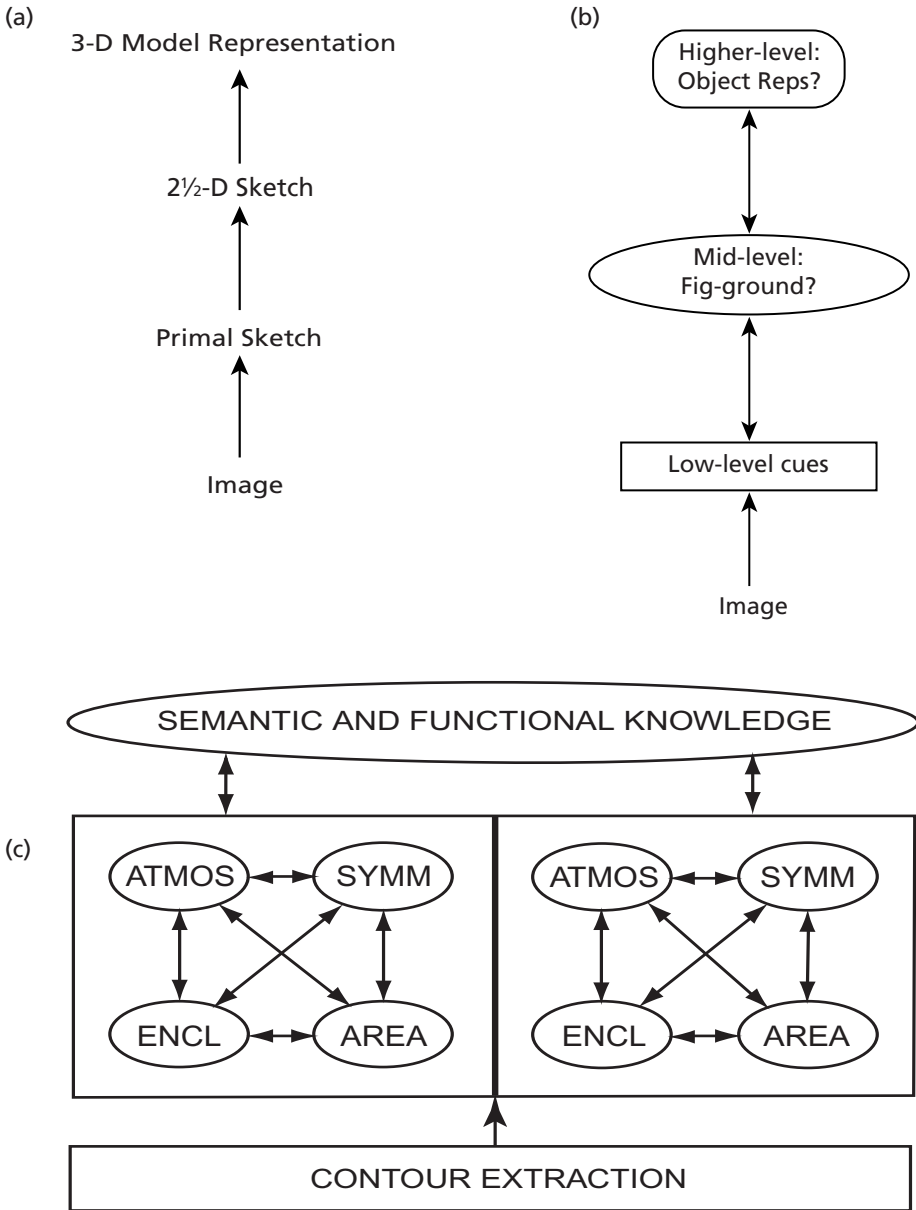 (a)
3-D Model Representation
2½-D Sketch
Primal Sketch
Image
(b)
Higher-level:
Object Reps?
Mid-level:
Fig-ground?
Low-level cues
Image
SEMANTIC AND FUNCTIONAL KNOWLEDGE
(c)
ATMOS SYMM ATMOS SYMM
ENCL AREA ENCL AREA
CONTOUR EXTRACTION